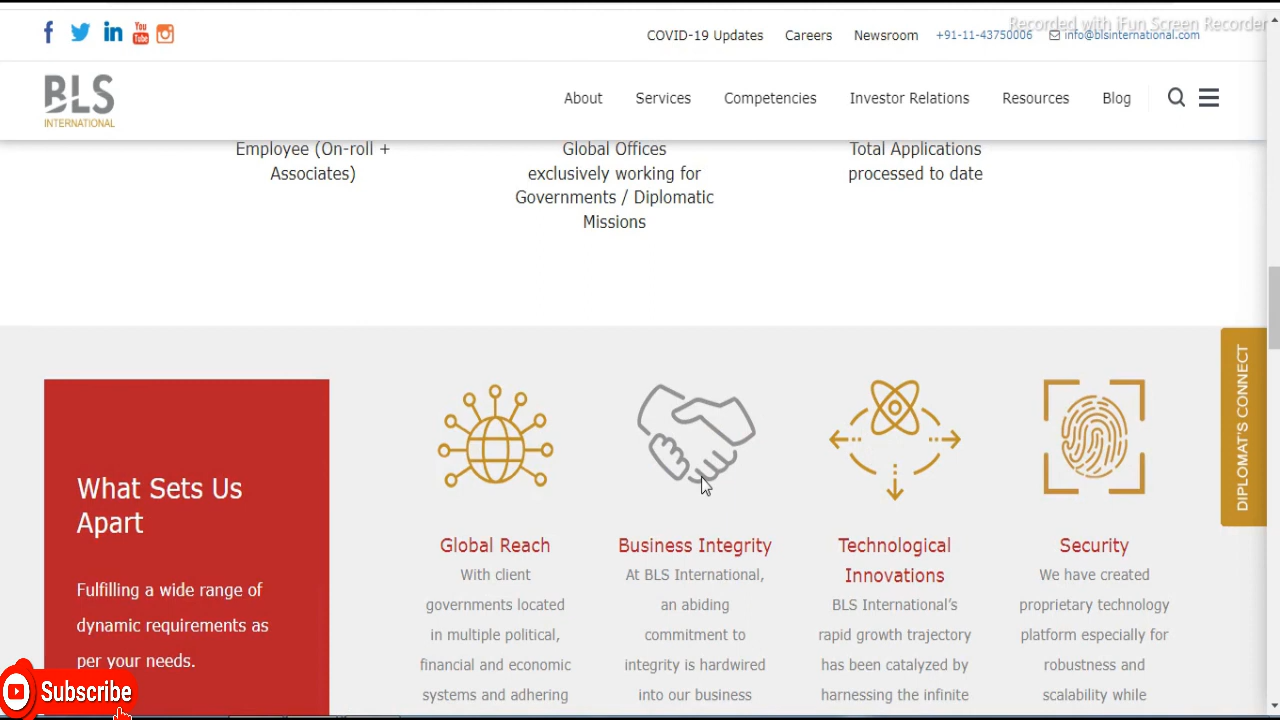 Recorded with iFun Screen Recorder
You
Tube
COVID-19 Updates Careers Newsroom +91-11-43750006 info@blsinternational.com
BLS
INTERNATIONAL
About Services Competencies Investor Relations Resources Blog
Employee (On-roll +
Associates)
Global Offices
exclusively working for
Governments / Diplomatic
Missions
Total Applications
processed to date
DIPLOMAT'S CONNECT
What Sets Us
Apart
Fulfilling a wide range of
dynamic requirements as
per your needs.
Global Reach
With client
governments located
in multiple political,
financial and economic
systems and adhering
Business Integrity
At BLS International,
an abiding
commitment to
integrity is hardwired
into our business
Technological
Innovations
BLS International's
rapid growth trajectory
has been catalyzed by
harnessing the infinite
Security
We have created
proprietary technology
platform especially for
robustness and
scalability while
Subscribe